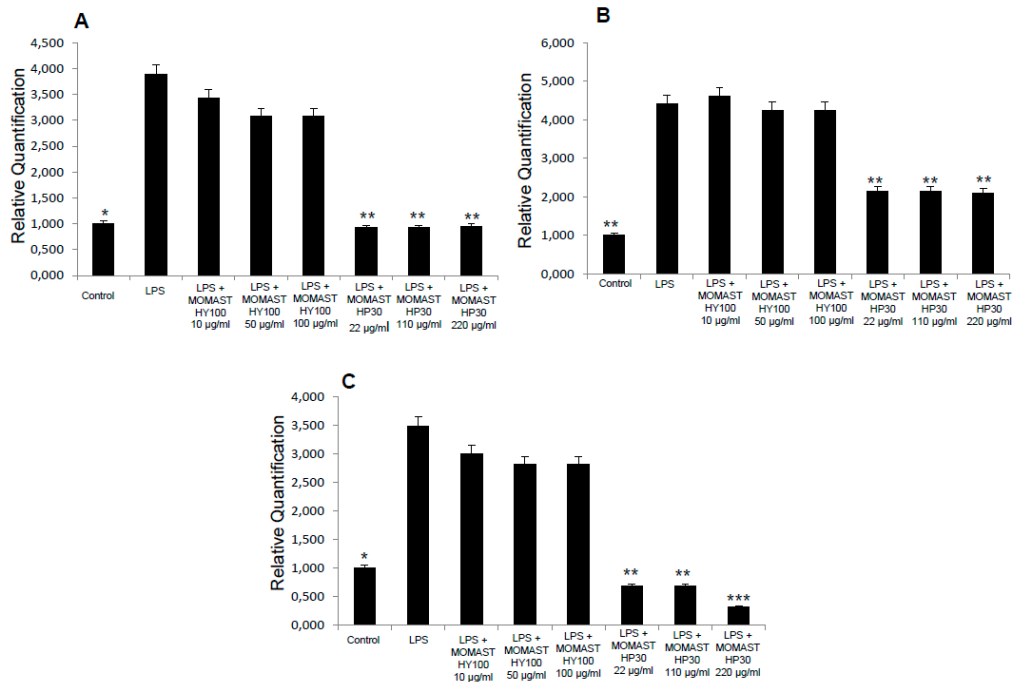 A
Relative Quantification
4,500
4,000
3,500
3,000
2,500
2,000
1,500
1,000
0,500
0,000
*
**
**
**
Control
LPS
LPS +
MOMAST
HY100
10 µg/ml
LPS +
MOMAST
HY100
50 µg/ml
LPS +
MOMAST
HY100
100 µg/ml
LPS +
MOMAST
HP30
22 µg/ml
LPS +
MOMAST
HP30
110 µg/ml
LPS +
MOMAST
HP30
220 µg/ml
B
Relative Quantification
6,000
5,000
4,000
3,000
2,000
1,000
0,000
**
**
**
**
Control
LPS
LPS +
MOMAST
HY100
10 µg/ml
LPS +
MOMAST
HY100
50 µg/ml
LPS +
MOMAST
HY100
100 µg/ml
LPS +
MOMAST
HP30
22 µg/ml
LPS +
MOMAST
HP30
110 µg/ml
LPS +
MOMAST
HP30
220 µg/ml
C
Relative Quantification
4,000
3,500
3,000
2,500
2,000
1,500
1,000
0,500
0,000
*
**
**
***
Control
LPS
LPS +
MOMAST
HY100
10 µg/ml
LPS +
MOMAST
HY100
50 µg/ml
LPS +
MOMAST
HY100
100 µg/ml
LPS +
MOMAST
HP30
22 µg/ml
LPS +
MOMAST
HP30
110 µg/ml
LPS +
MOMAST
HP30
220 µg/ml